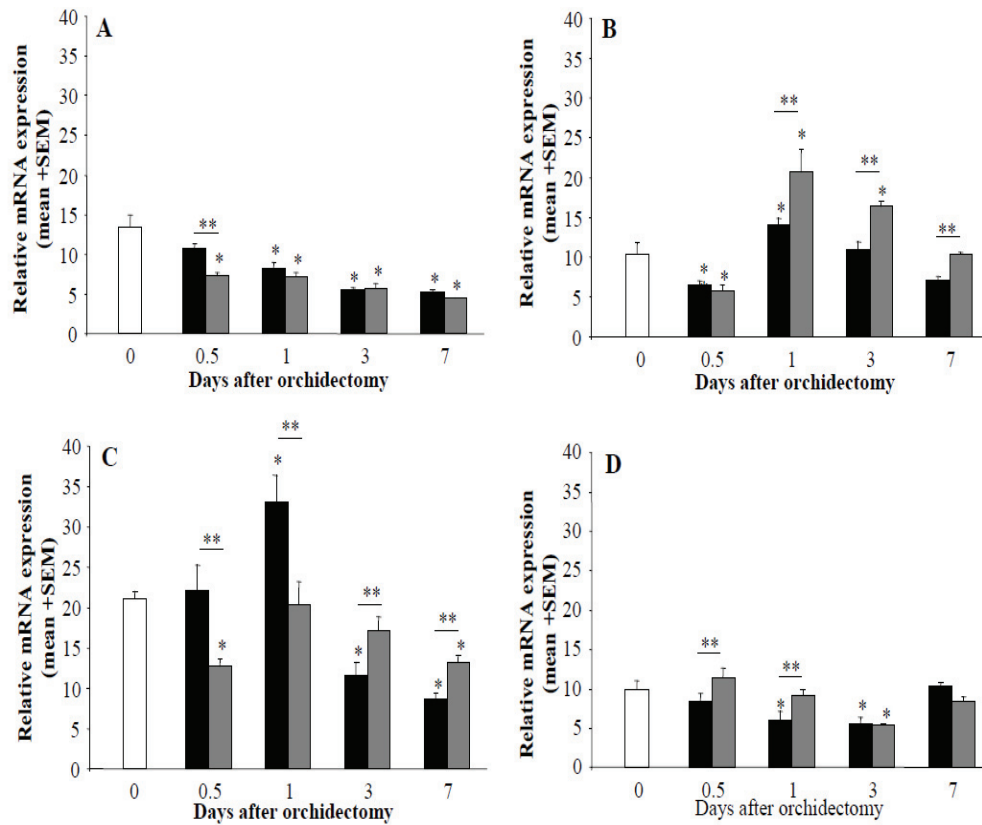 A
Relative mRNA expression
(mean +SEM)
40
35
30
25
20
15
10
5
0
**
* * * * * * *
0 0.5 1 3 7
Days after orchidectomy
B
Relative mRNA expression
(mean +SEM)
40
35
30
25
20
15
10
5
0
** ** **
* * * * *
0 0.5 1 3 7
Days after orchidectomy
C
Relative mRNA expression
(mean +SEM)
40
35
30
25
20
15
10
5
0
** ** ** **
* * * * *
0 0.5 1 3 7
Days after orchidectomy
D
Relative mRNA expression
(mean +SEM)
40
35
30
25
20
15
10
5
0
** **
* * *
0 0.5 1 3 7
Days after orchidectomy